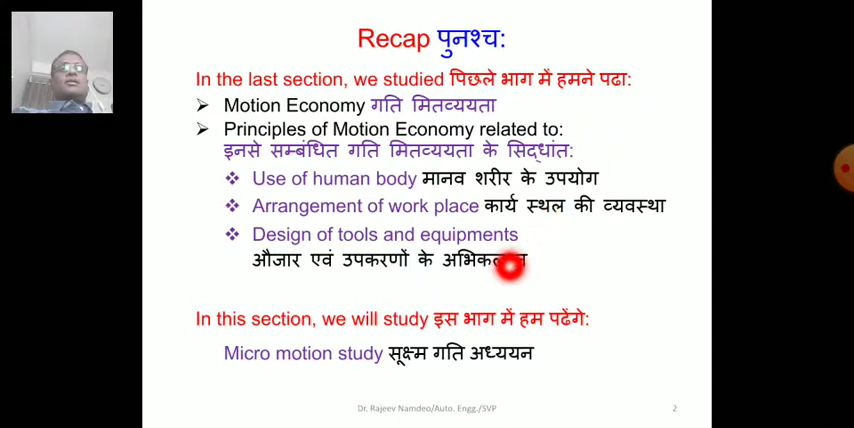 Recap पुनश्च:
In the last section, we studied पिछले भाग में हमने पढा:
➢ Motion Economy गति मितव्ययता
➢ Principles of Motion Economy related to:
इनसे सम्बंधित गति मितव्ययता के सिद्धांत:
❖ Use of human body मानव शरीर के उपयोग
❖ Arrangement of work place कार्य स्थल की व्यवस्था
❖ Design of tools and equipments
औजार एवं उपकरणों के
In this section, we will study इस भाग में हम पढेंगे:
Micro motion study सूक्ष्म गति अध्ययन
Dr. Rajeev Namdeo/Auto. Engg./SVP
2